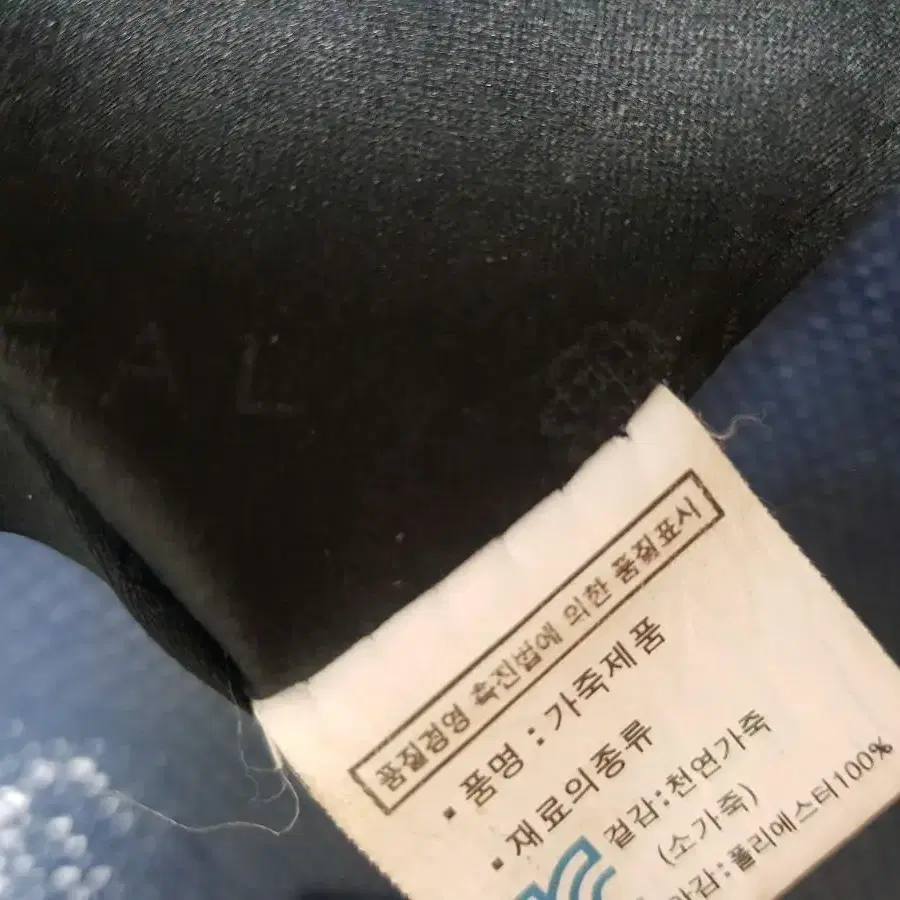 A L
품질경영 촉진법에 의한 품질표시
▪ 품명 : 가죽제품
▪ 재료의종류
겉감:천연가죽
(소가죽)
안감:폴리에스터100%